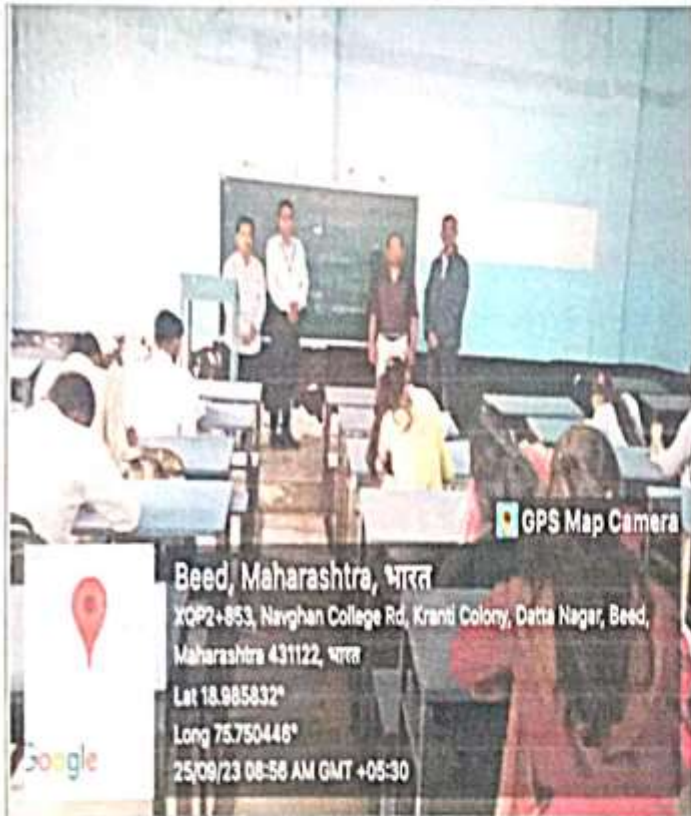 GPS Map Camera
Beed, Maharashtra, भारत
XQP2+853, Navghan College Rd, Kranti Colony, Datta Nagar, Beed,
Maharashtra 431122, भारत
Lat 18.985832°
Long 75.750446°
25/09/23 08:56 AM GMT +05:30
Google